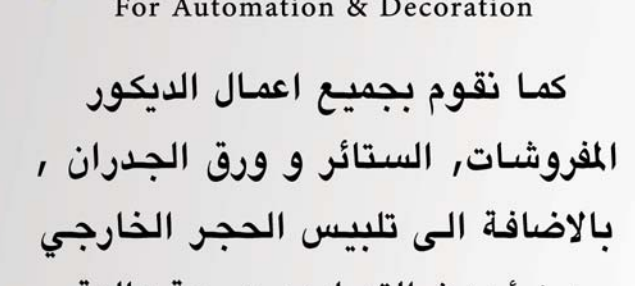 For Automation & Decoration
كما نقوم بجميع اعمال الديكور
المفروشات, الستائر و ورق الجدران ,
بالاضافة الى تلبيس الحجر الخارجي